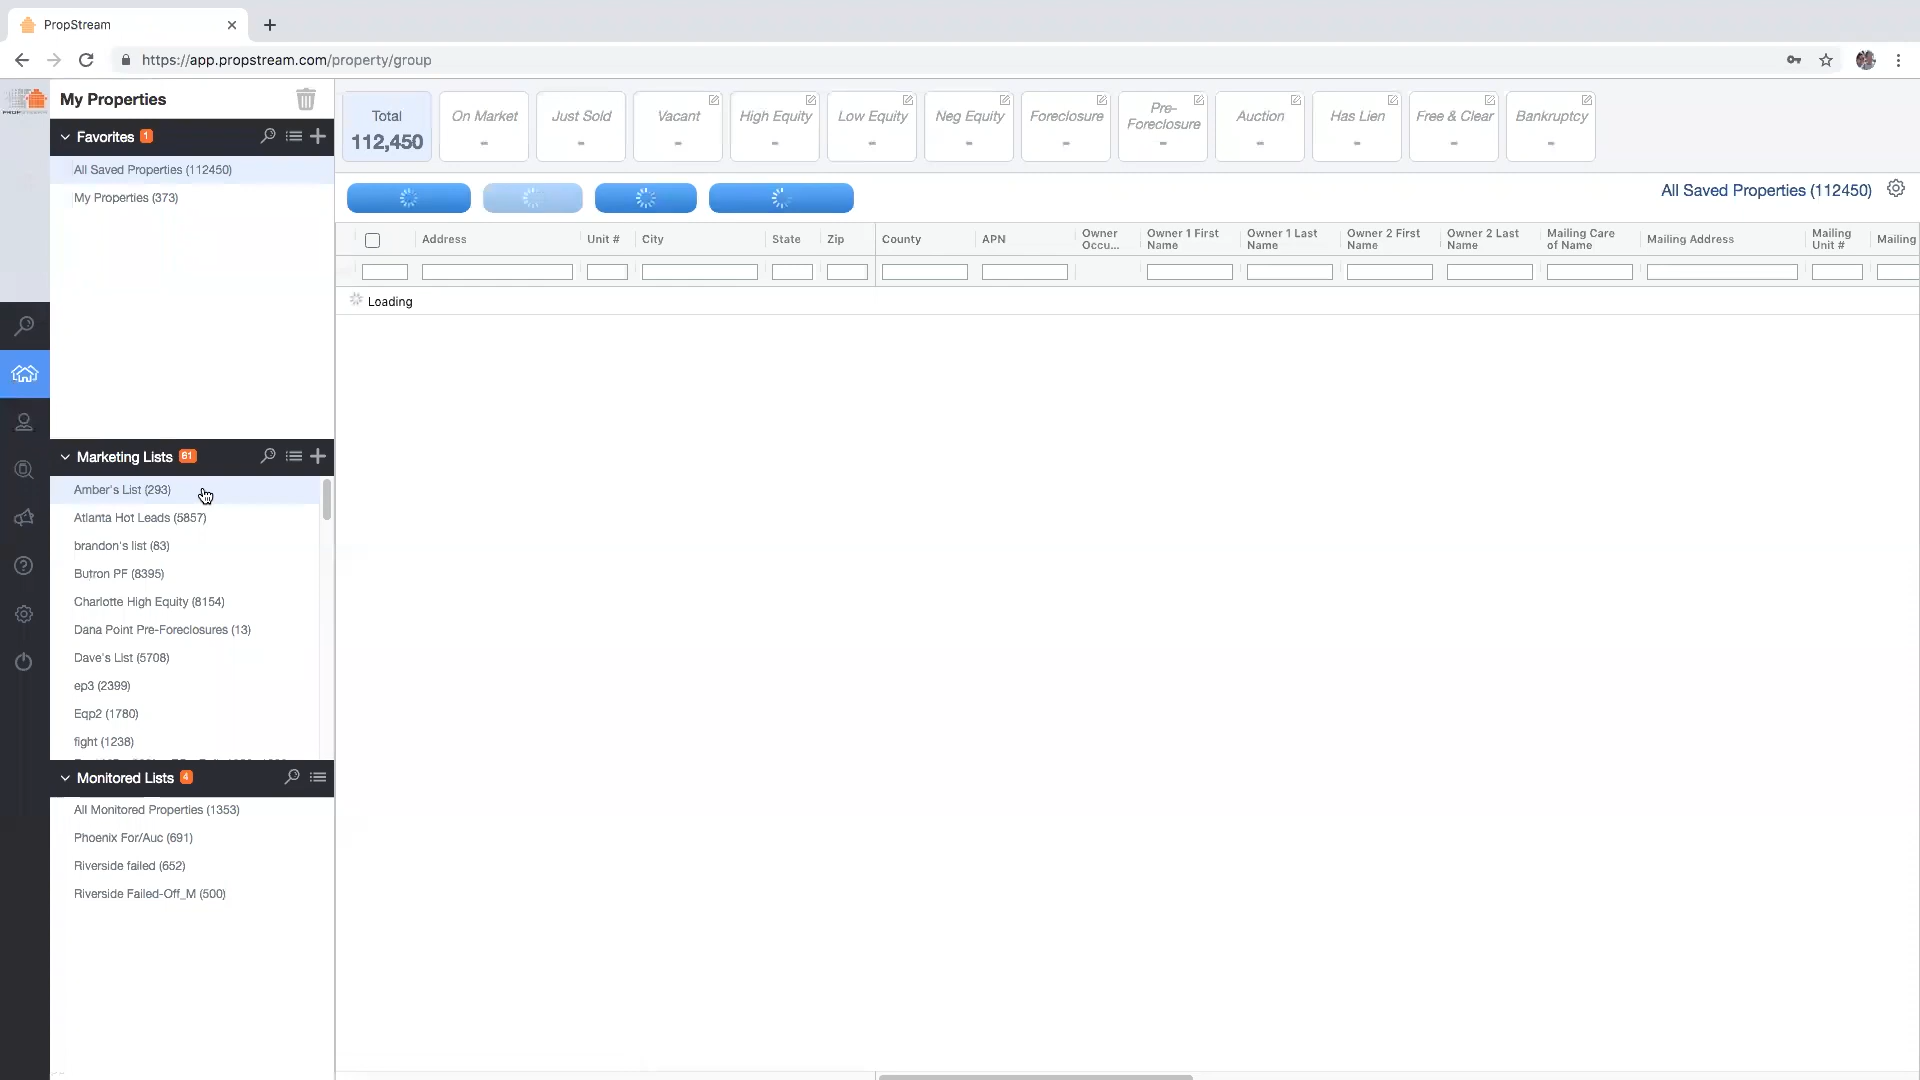 PropStream
https://app.propstream.com/property/group
My Properties
Favorites 1
All Saved Properties (112450)
My Properties (373)
Marketing Lists 61
Amber's List (293)
Atlanta Hot Leads (5857)
brandon's list (83)
Butron PF (8395)
Charlotte High Equity (8154)
Dana Point Pre-Foreclosures (13)
Dave's List (5708)
ep3 (2399)
Eqp2 (1780)
fight (1238)
Monitored Lists 4
All Monitored Properties (1353)
Phoenix For/Auc (691)
Riverside failed (652)
Riverside Failed-Off_M (500)
Total
112,450
On Market
-
Just Sold
-
Vacant
-
High Equity
-
Low Equity
-
Neg Equity
-
Foreclosure
-
Pre-
Foreclosure
-
Auction
-
Has Lien
-
Free & Clear
-
Bankruptcy
-
All Saved Properties (112450)
Address
Unit #
City
State
Zip
County
APN
Owner
Occu...
Owner 1 First
Name
Owner 1 Last
Name
Owner 2 First
Name
Owner 2 Last
Name
Mailing Care
of Name
Mailing Address
Mailing
Unit #
Mailing
Loading